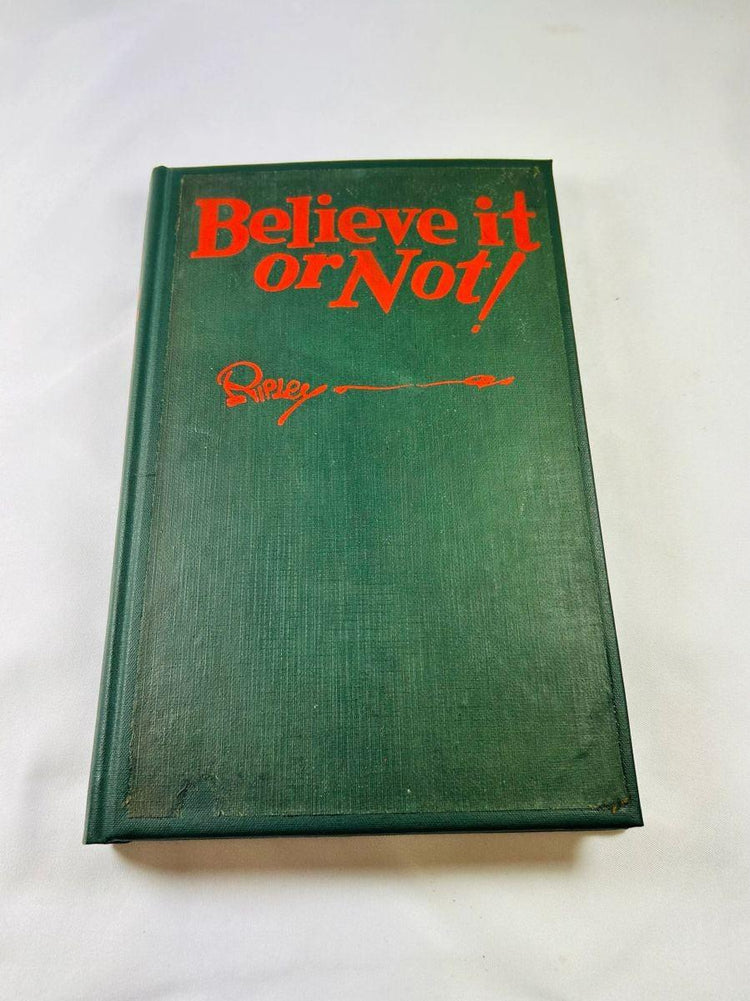 Believe it
or Not!
Ripley